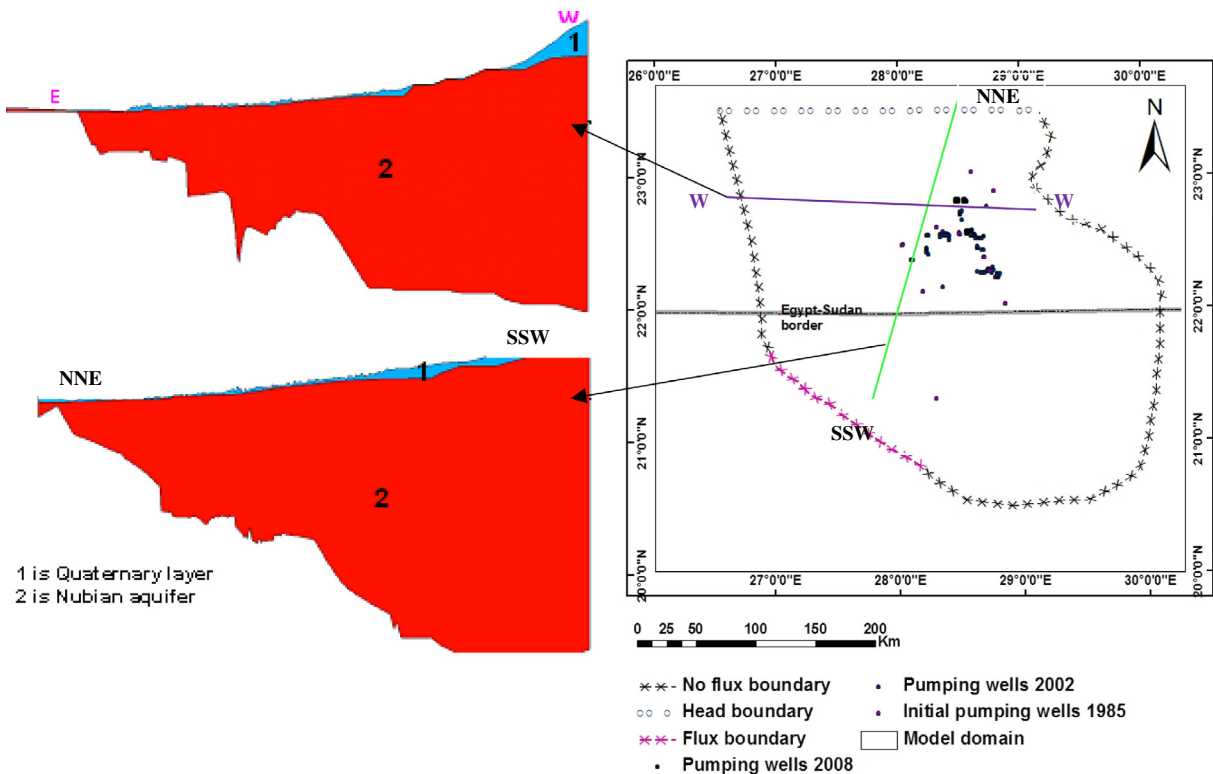 W
1
E
2
SSW
NNE
1
2
1 is Quaternary layer
2 is Nubian aquifer
26°0'0"E 27°0'0"E 28°0'0"E 25°0'0"E 30°0'0"E
NNE
N
23°0'0"N
23°0'0"N
W
W
22°0'0"N
Egypt-Sudan
border
22°0'0"N
21°0'0"N
SSW
21°0'0"N
20°0'0"N
20°0'0"N
27°0'0"E 28°0'0"E 29°0'0"E 30°0'0"E
0 25 50 100 150 200
Km
No flux boundary
Head boundary
Flux boundary
Pumping wells 2008
Pumping wells 2002
Initial pumping wells 1985
Model domain